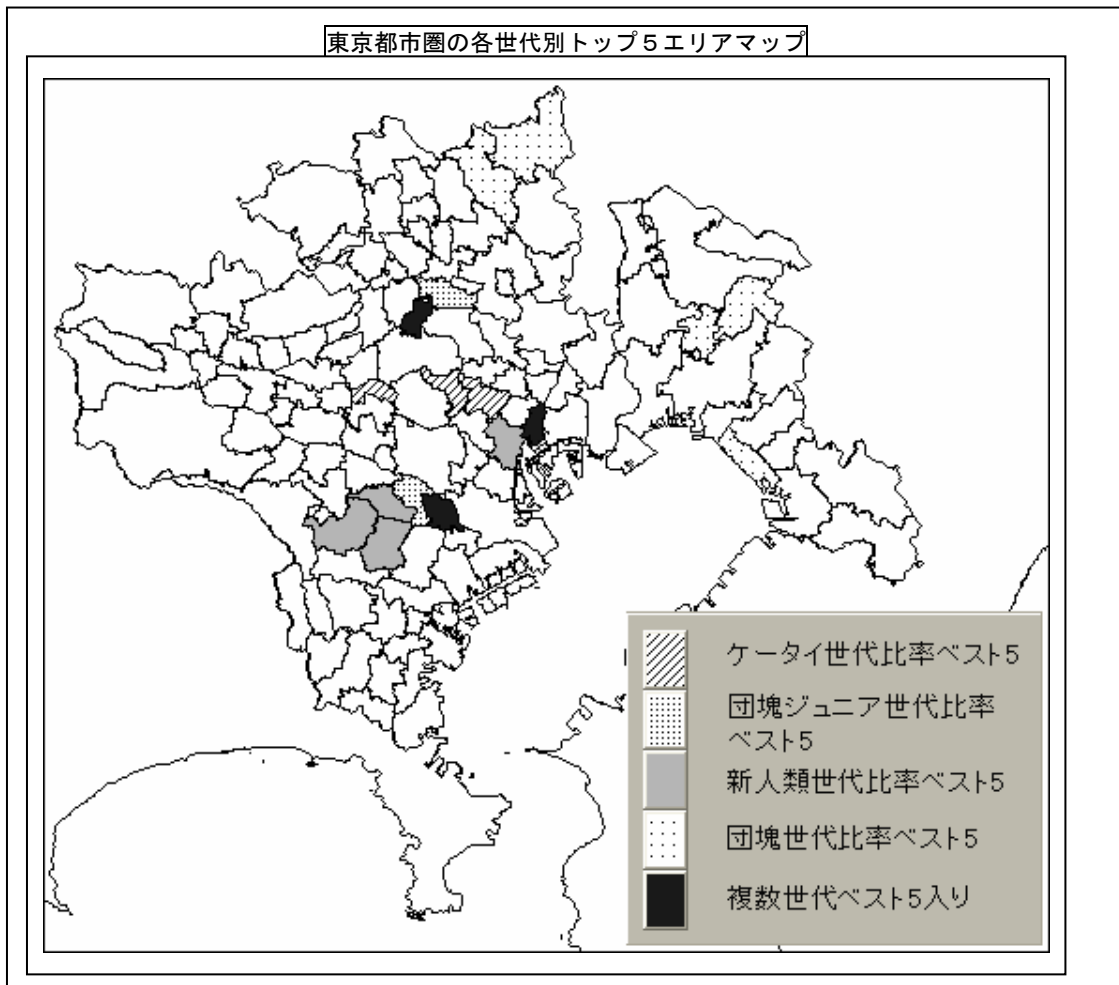 東京都市圏の各世代別トップ５エリアマップ
ケータイ世代比率ベスト5
団塊ジュニア世代比率
ベスト5
新人類世代比率ベスト5
団塊世代比率ベスト5
複数世代ベスト5入り